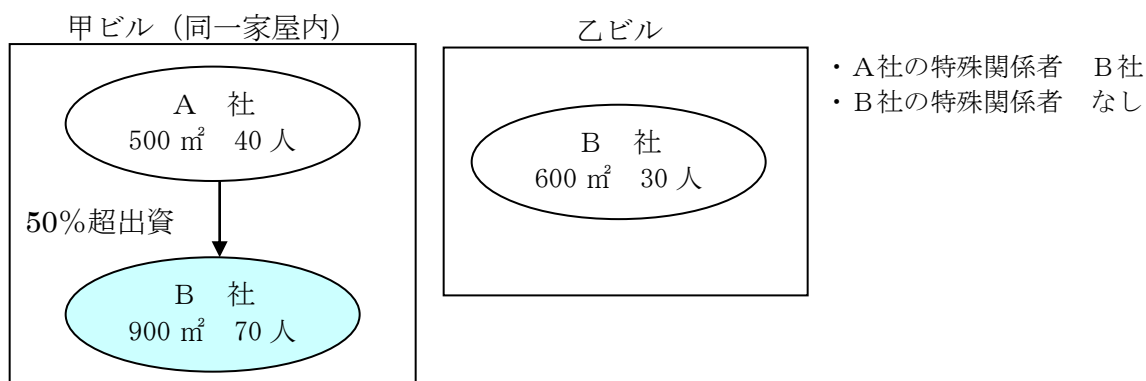 甲ビル（同一家屋内）
A 社
500 ㎡ 40 人
50%超出資
B 社
900 ㎡ 70 人
乙ビル
B 社
600 ㎡ 30 人
・A社の特殊関係者 B社
・B社の特殊関係者 なし